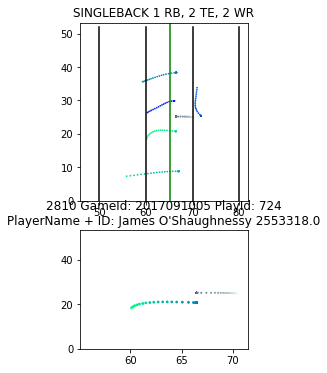 SINGLEBACK 1 RB, 2 TE, 2 WR
50
40
30
20
10
0
50 60 70 80
2810 GameId: 2017091005 PlayId: 724
PlayerName + ID: James O'Shaughnessy 2553318.0
40
20
0
60 65 70